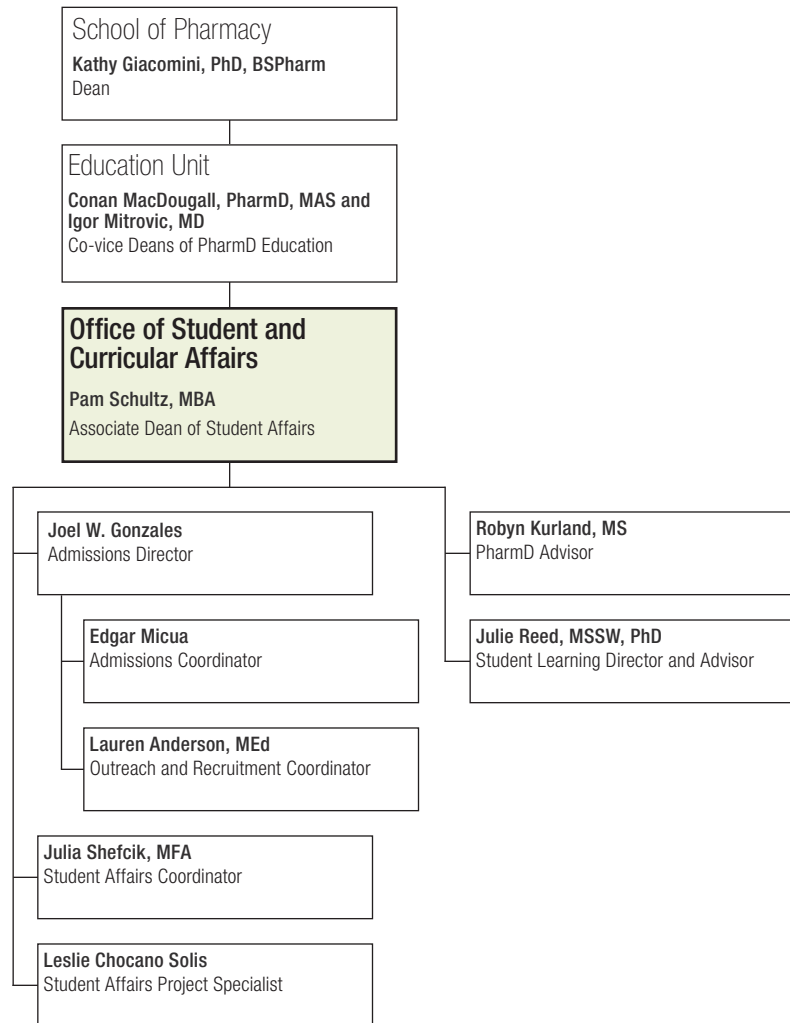 School of Pharmacy
Kathy Giacomini, PhD, BSPharm
Dean
Education Unit
Conan MacDougall, PharmD, MAS and
Igor Mitrovic, MD
Co-vice Deans of PharmD Education
Office of Student and
Curricular Affairs
Pam Schultz, MBA
Associate Dean of Student Affairs
Joel W. Gonzales
Admissions Director
Edgar Micua
Admissions Coordinator
Lauren Anderson, MEd
Outreach and Recruitment Coordinator
Julia Shefcik, MFA
Student Affairs Coordinator
Leslie Chocano Solis
Student Affairs Project Specialist
Robyn Kurland, MS
PharmD Advisor
Julie Reed, MSSW, PhD
Student Learning Director and Advisor